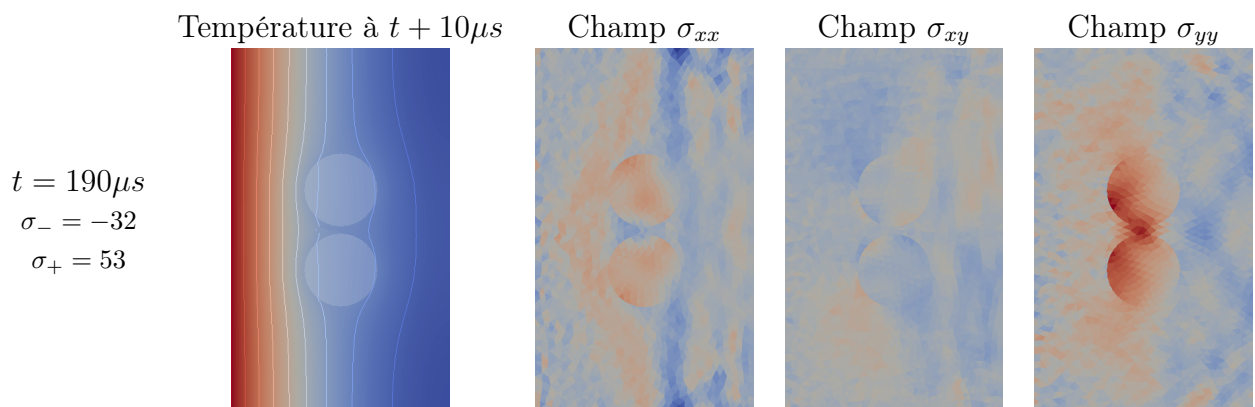 Température à t + 10μs
Champ σxx
Champ σxy
Champ σyy
t = 190μs
σ− = −32
σ+ = 53